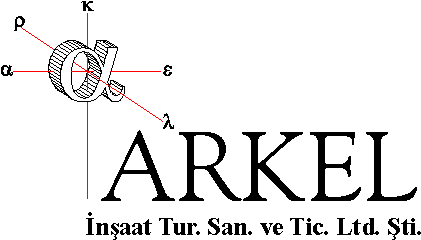 κ
ρ
α ε
λ
ARKEL
İnşaat Tur. San. ve Tic. Ltd. Şti.